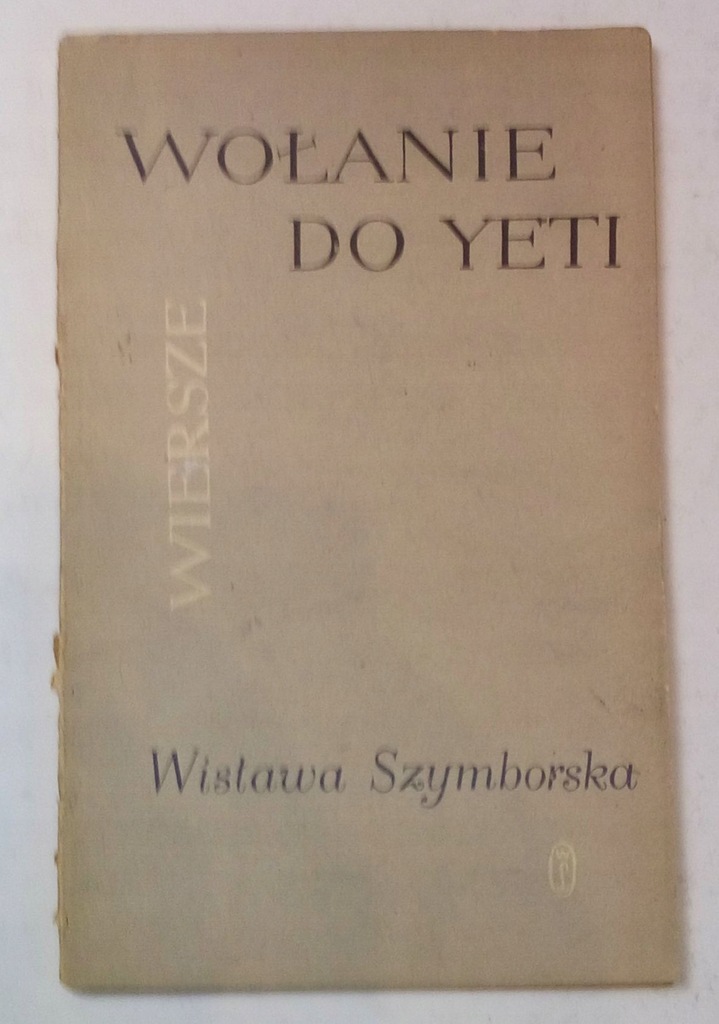 WOŁANIE
DO YETI
WIERSZE
Wisława Szymborska